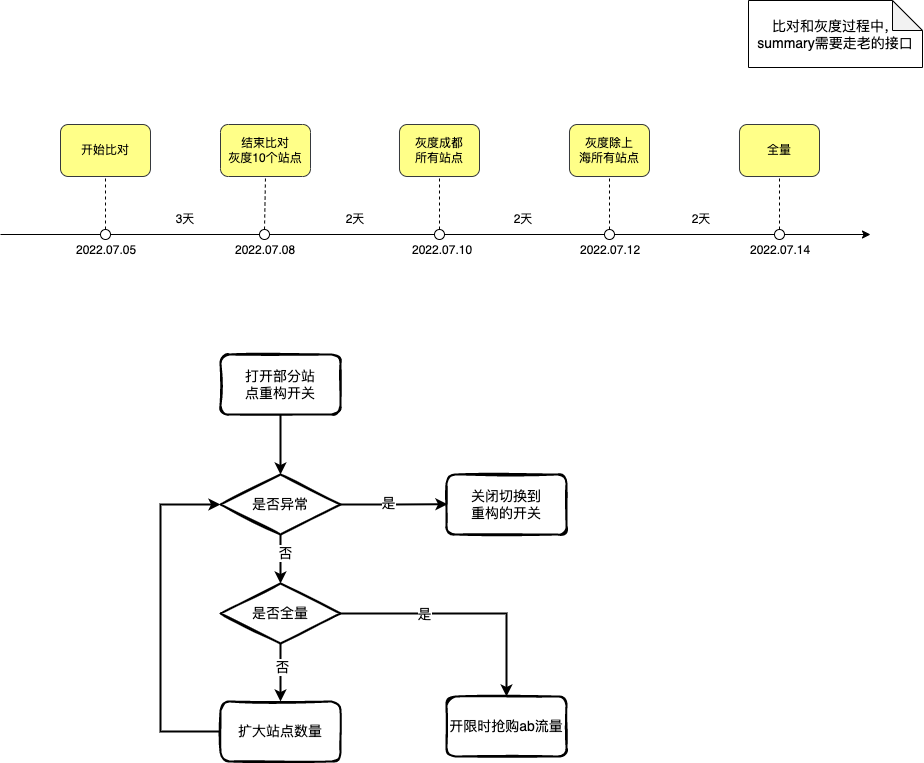 比对和灰度过程中，
summary需要走老的接口
开始比对
结束比对
灰度10个站点
灰度成都
所有站点
灰度除上
海所有站点
全量
3天
2天
2天
2天
2022.07.05
2022.07.08
2022.07.10
2022.07.12
2022.07.14
打开部分站
点重构开关
是否异常
是
关闭切换到
重构的开关
否
是否全量
是
否
扩大站点数量
开限时抢购ab流量